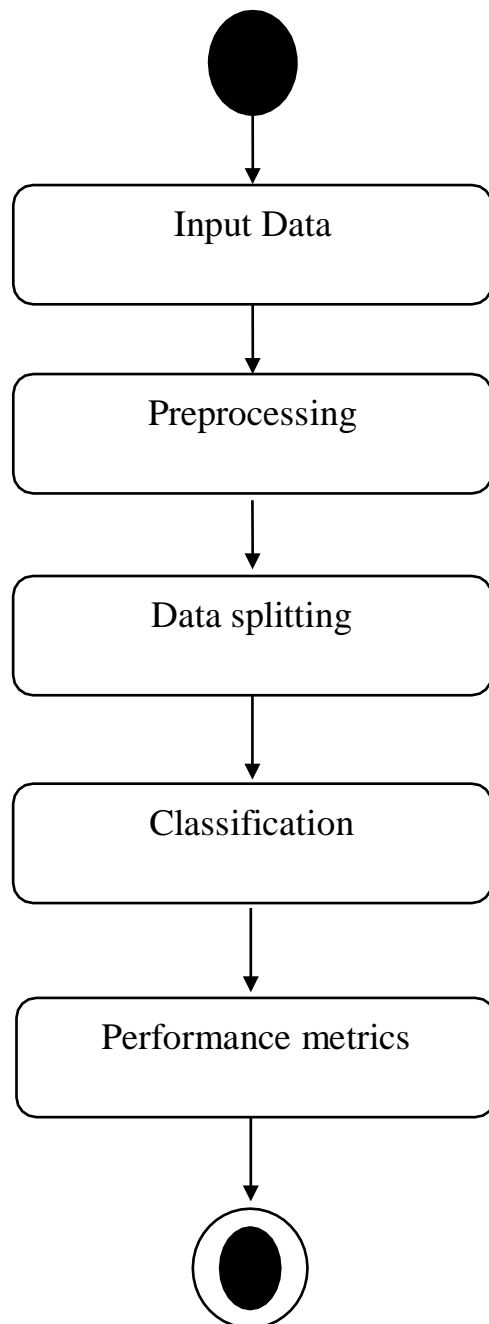 Input Data
Preprocessing
Data splitting
Classification
Performance metrics